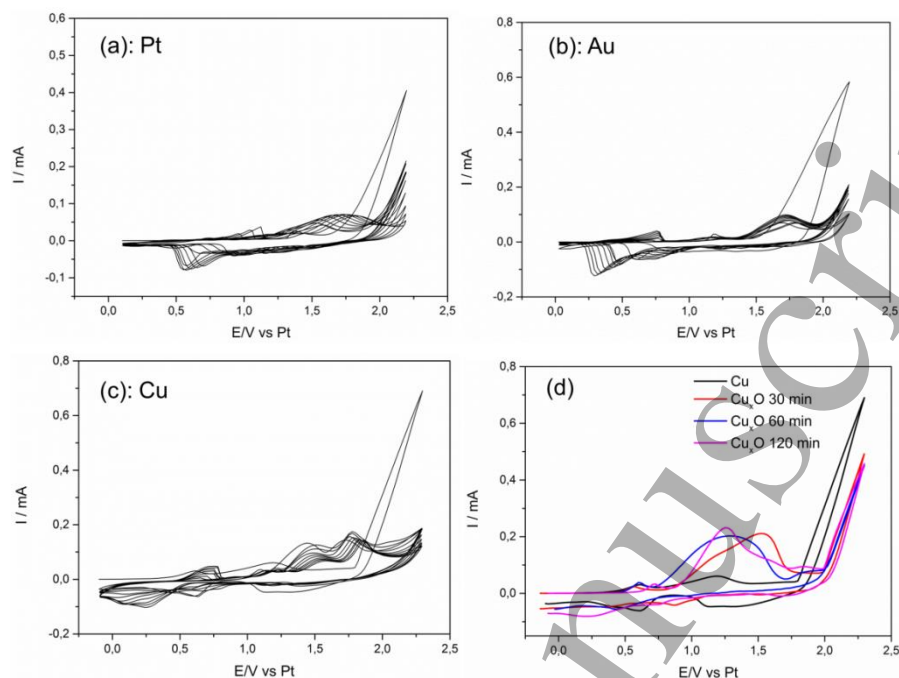 (a): Pt
0,6
0,5
0,4
0,3
0,2
0,1
0,0
-0,1
I / mA
0,0 0,5 1,0 1,5 2,0 2,5
E/V vs Pt
(b): Au
0,8
0,6
0,4
0,2
0,0
-0,2
I / mA
0,0 0,5 1,0 1,5 2,0 2,5
E/V vs Pt
(c): Cu
0,8
0,6
0,4
0,2
0,0
-0,2
I / mA
0,0 0,5 1,0 1,5 2,0 2,5
E/V vs Pt
(d)
Cu
CuxO 30 min
CuxO 60 min
CuxO 120 min
0,8
0,6
0,4
0,2
0,0
I / mA
0,0 0,5 1,0 1,5 2,0 2,5
E/V vs Pt
nuscri